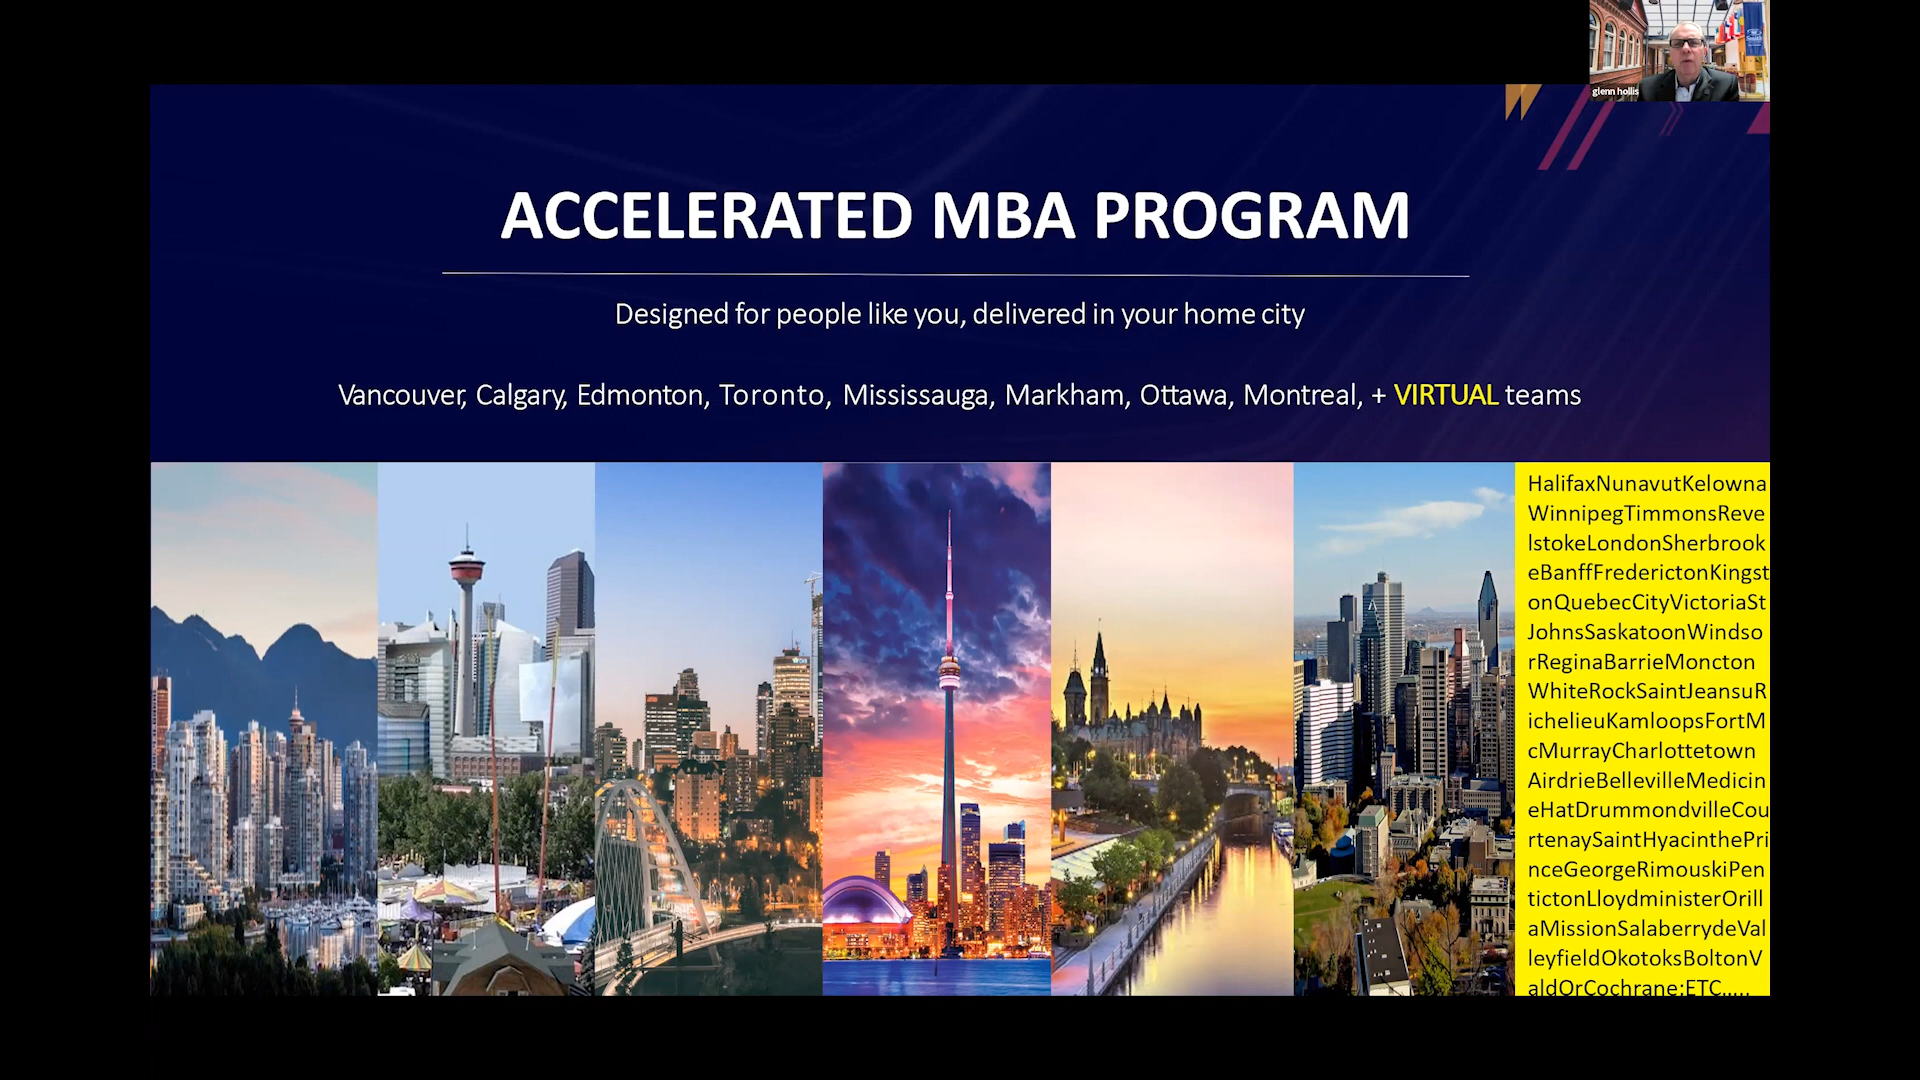 glenn hollis
ACCELERATED MBA PROGRAM
Designed for people like you, delivered in your home city
Vancouver, Calgary, Edmonton, Toronto, Mississauga, Markham, Ottawa, Montreal, + VIRTUAL teams
HalifaxNunavutKelowna
WinnipegTimmonsReve
lstokeLondonSherbrook
eBanffFrederictonKingst
onQuebecCityVictoriaSt
JohnsSaskatoonWindso
rReginaBarrieMoncton
WhiteRockSaintJeansuR
ichelieuKamloopsFortM
cMurrayCharlottetown
AirdrieBellevilleMedicin
eHatDrummondvilleCou
rtenaySaintHyacinthePri
nceGeorgeRimouskiPen
tictonLloydministerOrill
aMissionSalaberrydeVal
leyfieldOkotoksBoltonV
aldOrCochrane;ETC.....